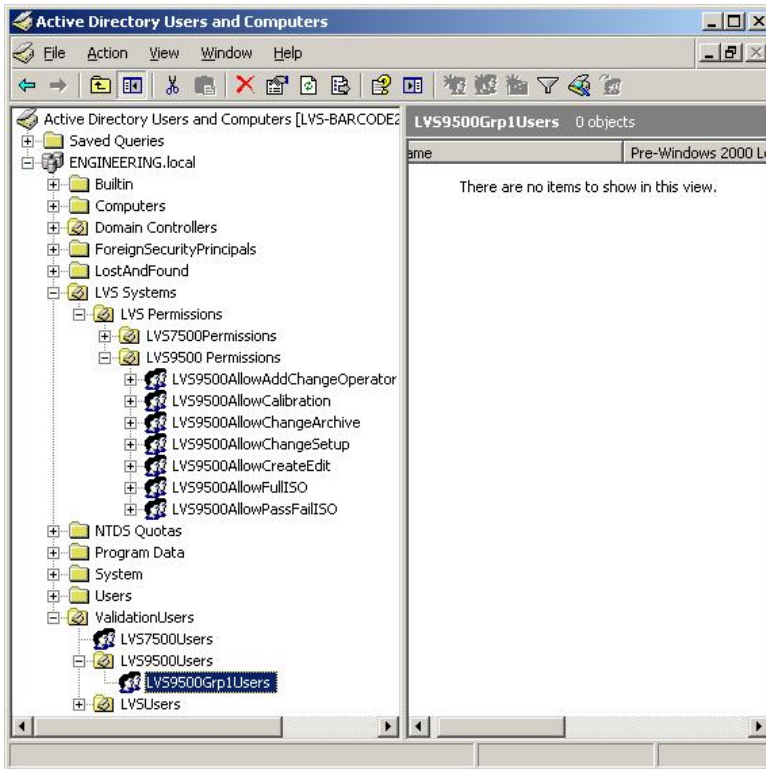 Active Directory Users and Computers
File Action View Window Help
Active Directory Users and Computers [LVS-BARCODE2
Saved Queries
ENGINEERING.local
Builtin
Computers
Domain Controllers
ForeignSecurityPrincipals
LostAndFound
LVS Systems
LVS Permissions
LVS7500Permissions
LVS9500 Permissions
LVS9500AllowAddChangeOperator
LVS9500AllowCalibration
LVS9500AllowChangeArchive
LVS9500AllowChangeSetup
LVS9500AllowCreateEdit
LVS9500AllowFullISO
LVS9500AllowPassFailISO
NTDS Quotas
Program Data
System
Users
ValidationUsers
LVS7500Users
LVS9500Users
LVS9500Grp1Users
LVSUsers
LVS9500Grp1Users 0 objects
ame Pre-Windows 2000 Lo
There are no items to show in this view.